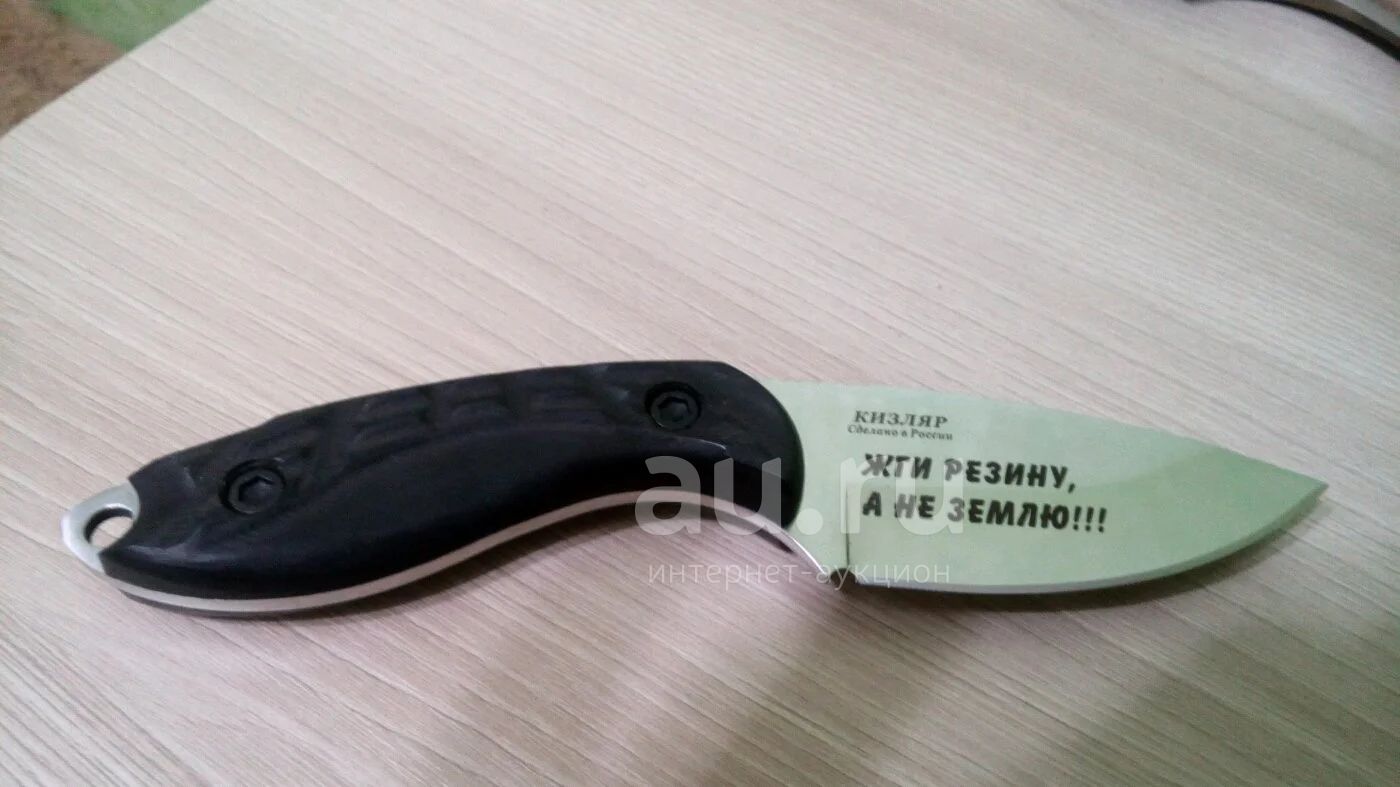 КИЗЛЯР
Сделано в России
ЖГИ РЕЗИНУ,
А НЕ ЗЕМЛЮ!!!
au.ru
интернет-аукцион